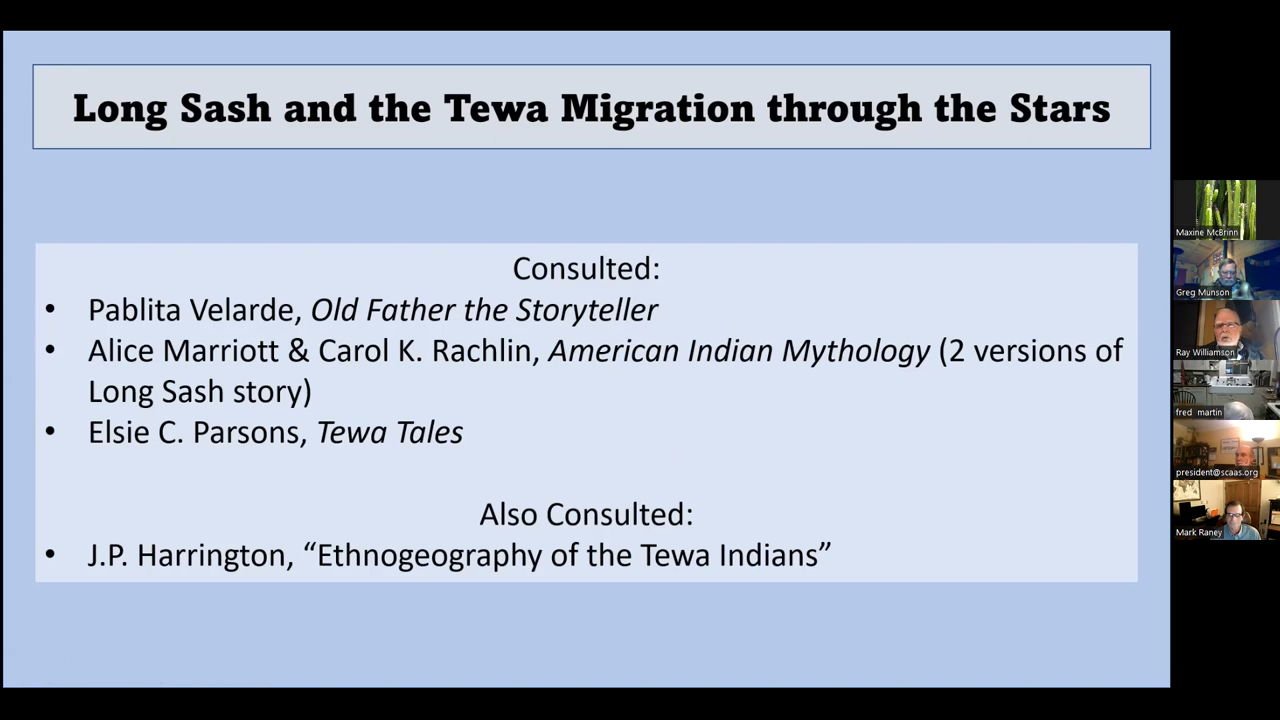 Long Sash and the Tewa Migration through the Stars
Consulted:
• Pablita Velarde, Old Father the Storyteller
• Alice Marriott & Carol K. Rachlin, American Indian Mythology (2 versions of
Long Sash story)
• Elsie C. Parsons, Tewa Tales
Also Consulted:
• J.P. Harrington, “Ethnogeography of the Tewa Indians”
Maxine McBrinn
Greg Munson
Ray Williamson
fred martin
president@scaas.org
Mark Raney